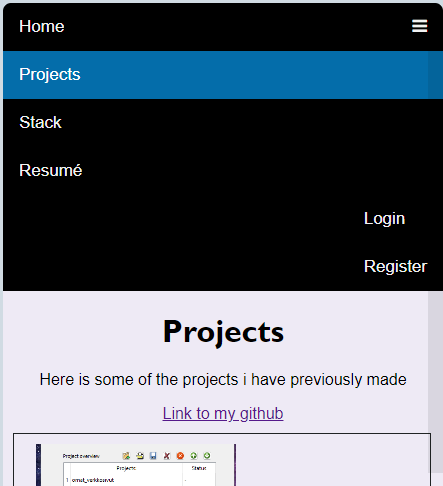 Home
Projects
Stack
Resumé
Login
Register
Projects
Here is some of the projects i have previously made
Link to my github
Project overview
Projects Status
1 omat_verkkosivut -